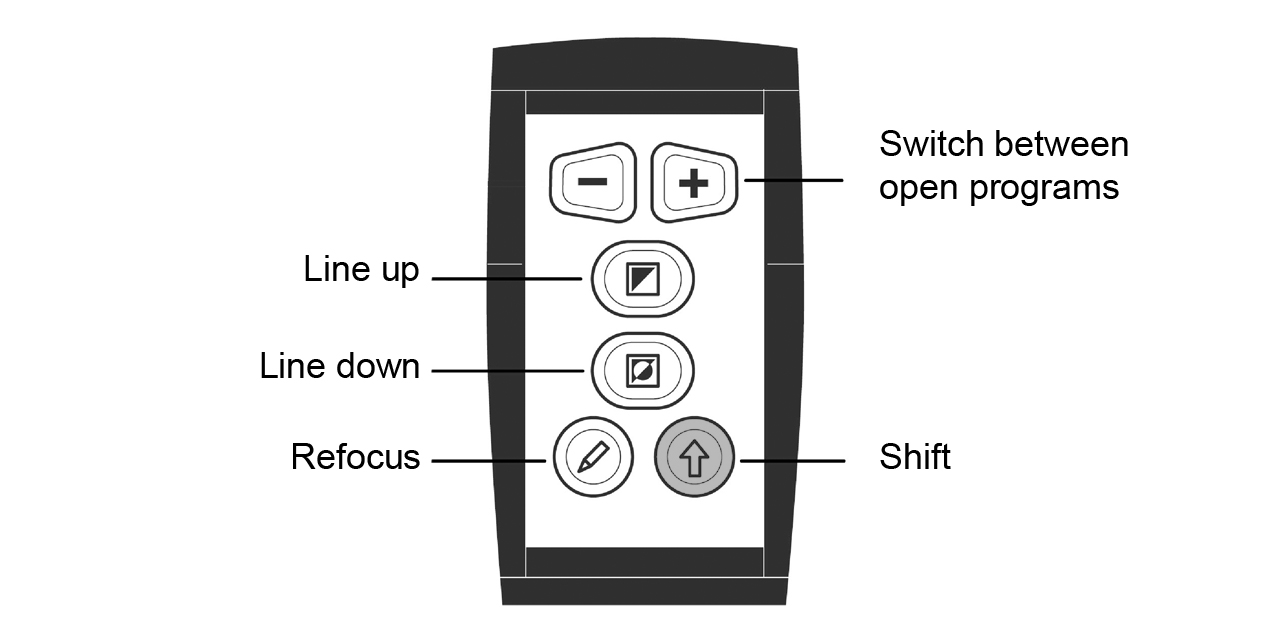 Switch between
open programs
Line up
Line down
Refocus
Shift